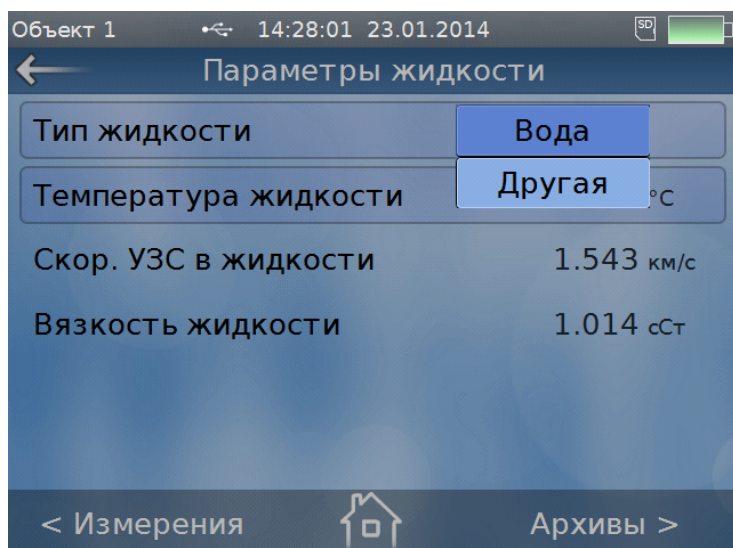 Объект 1 14:28:01 23.01.2014 SD
Параметры жидкости
Тип жидкости Вода
Другая
Температура жидкости °C
Скор. УЗС в жидкости 1.543 км/с
Вязкость жидкости 1.014 сСт
< Измерения Архивы >